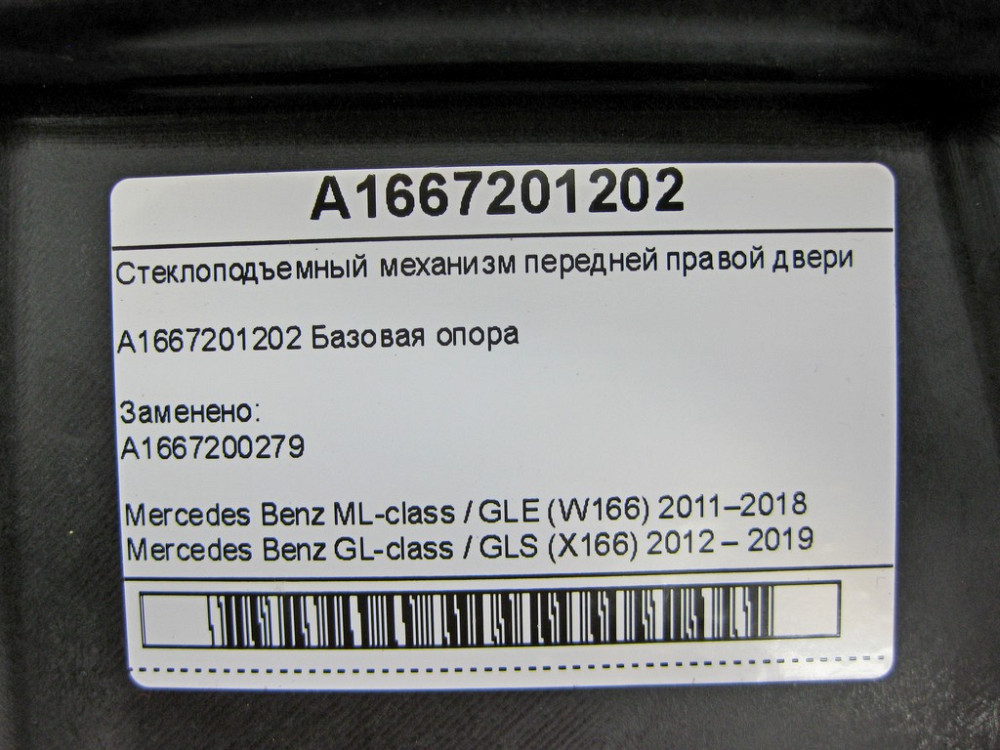 A1667201202
Стеклоподъемный механизм передней правой двери
A1667201202 Базовая опора
Заменено:
A1667200279
Mercedes Benz ML-class / GLE (W166) 2011–2018
Mercedes Benz GL-class / GLS (X166) 2012 – 2019